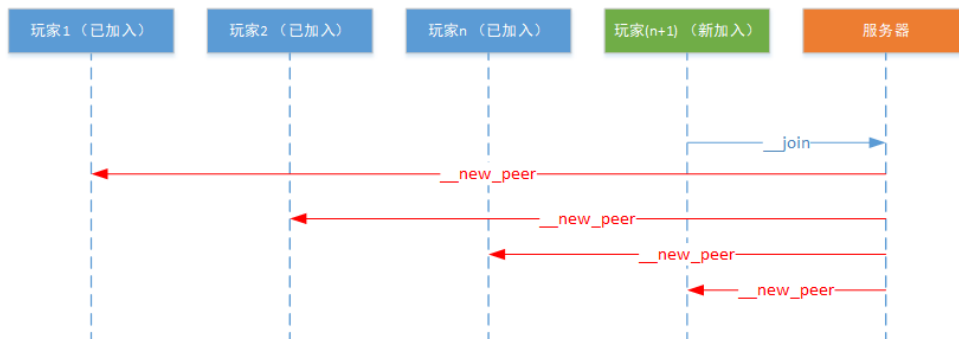 玩家1（已加入）
玩家2（已加入）
玩家n（已加入）
玩家(n+1)（新加入）
服务器
__join
__new_peer
__new_peer
__new_peer
__new_peer